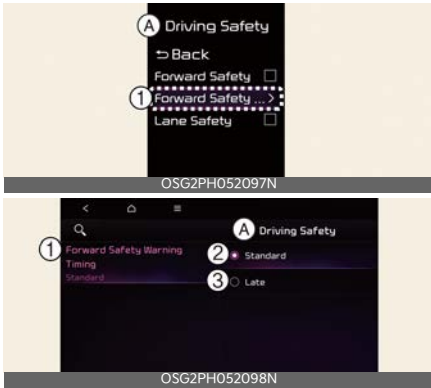 A Driving Safety
Back
Forward Safety
1 Forward Safety ... >
Lane Safety
OSG2PH052097N
A Driving Safety
1 Forward Safety Warning
Timing
Standard
2 Standard
3 Late
OSG2PH052098N